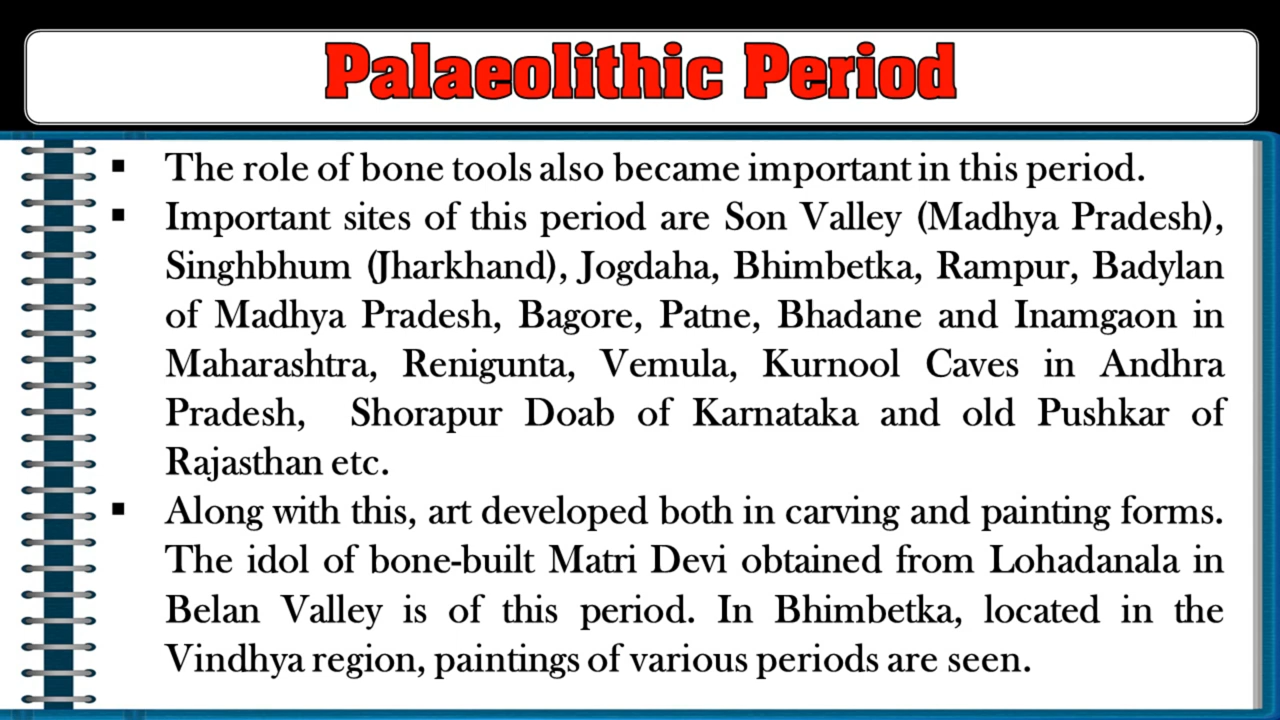 Palaeolithic Period
▪ The role of bone tools also became important in this period.
▪ Important sites of this period are Son Valley (Madhya Pradesh),
Singhbhum (Jharkhand), Jogdaha, Bhimbetka, Rampur, Badylan
of Madhya Pradesh, Bagore, Patne, Bhadane and Inamgaon in
Maharashtra, Renigunta, Vemula, Kurnool Caves in Andhra
Pradesh, Shorapur Doab of Karnataka and old Pushkar of
Rajasthan etc.
▪ Along with this, art developed both in carving and painting forms.
The idol of bone-built Matri Devi obtained from Lohadanala in
Belan Valley is of this period. In Bhimbetka, located in the
Vindhya region, paintings of various periods are seen.